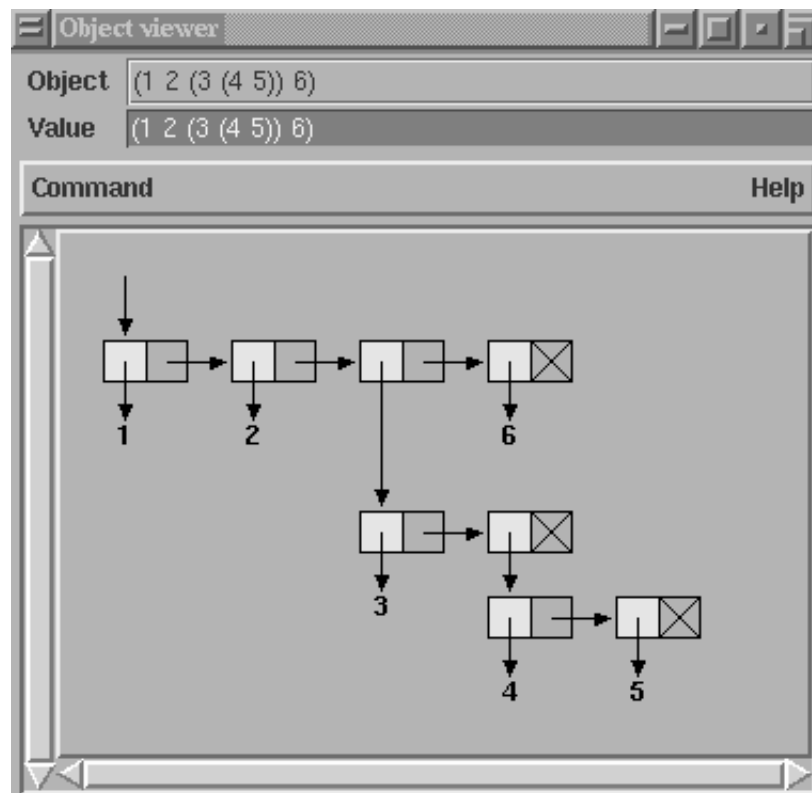 Object viewer
Object (1 2 (3 (4 5)) 6)
Value (1 2 (3 (4 5)) 6)
Command Help
1 2 6
3
4 5